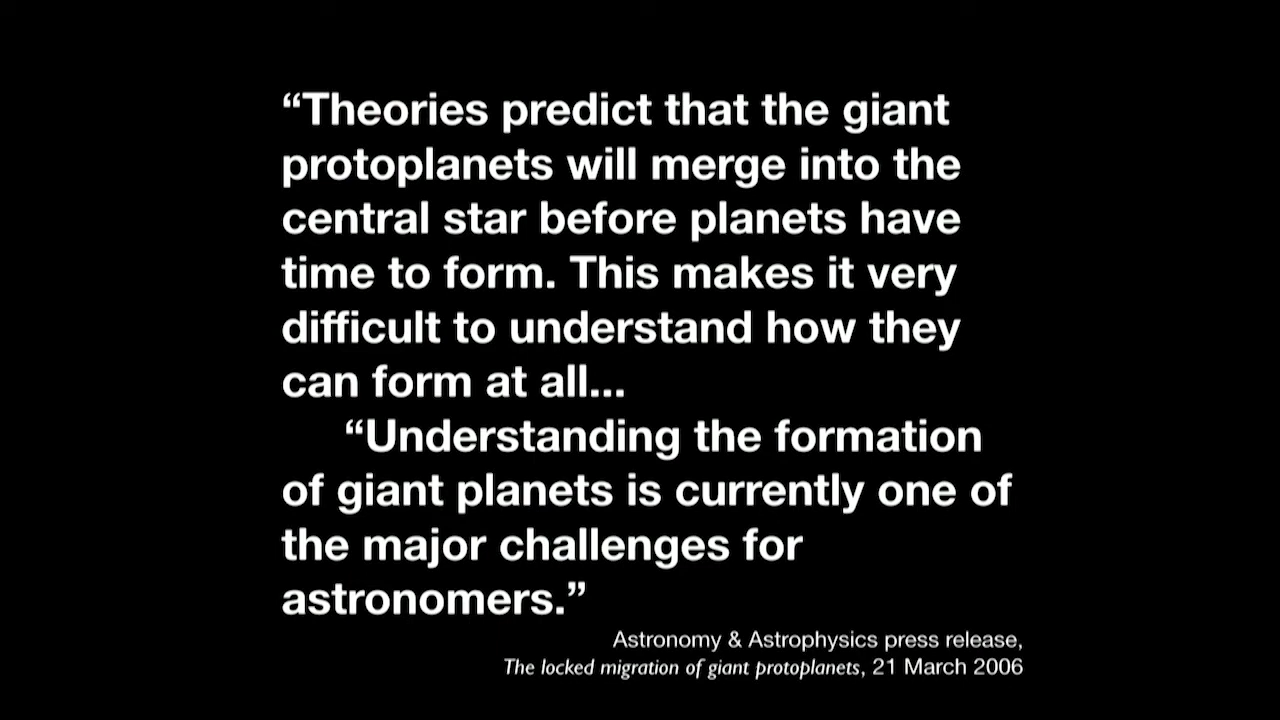 “Theories predict that the giant
protoplanets will merge into the
central star before planets have
time to form. This makes it very
difficult to understand how they
can form at all...
“Understanding the formation
of giant planets is currently one of
the major challenges for
astronomers.”
Astronomy & Astrophysics press release,
The locked migration of giant protoplanets, 21 March 2006